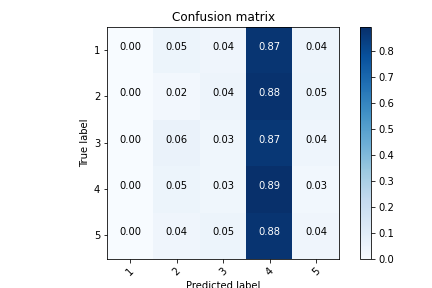 Confusion matrix
1 0.00 0.05 0.04 0.87 0.04
2 0.00 0.02 0.04 0.88 0.05
3 0.00 0.06 0.03 0.87 0.04
4 0.00 0.05 0.03 0.89 0.03
5 0.00 0.04 0.05 0.88 0.04
True label
1 2 3 4 5
Predicted label
0.8
0.7
0.6
0.5
0.4
0.3
0.2
0.1
0.0